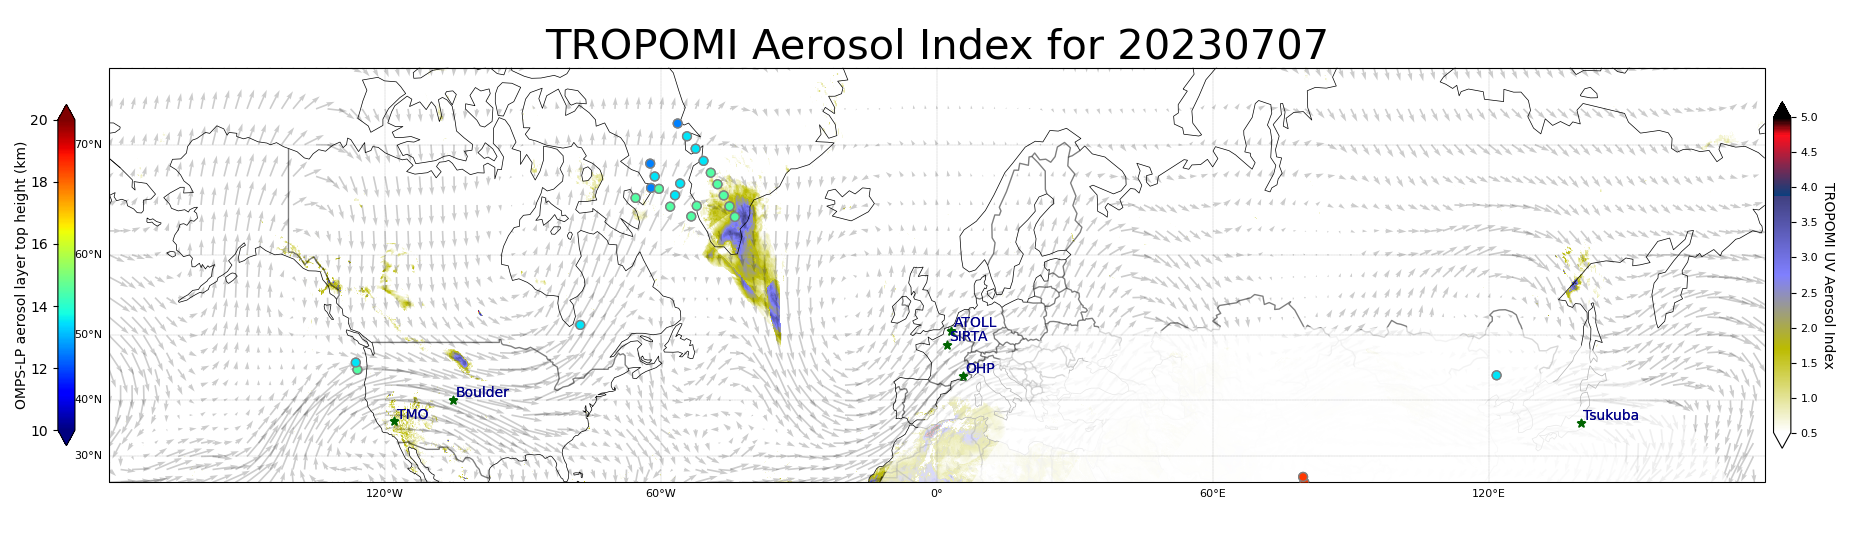 TROPOMI Aerosol Index for 20230707
OMPS-LP aerosol layer top height (km)
20
18
16
14
12
10
70°N
60°N
50°N
40°N
30°N
120°W
60°W
0°
60°E
120°E
ATOLL
SIRTA
OHP
Boulder
TMO
Tsukuba
5.0
4.5
4.0
3.5
3.0
2.5
2.0
1.5
1.0
0.5
TROPOMI UV Aerosol Index